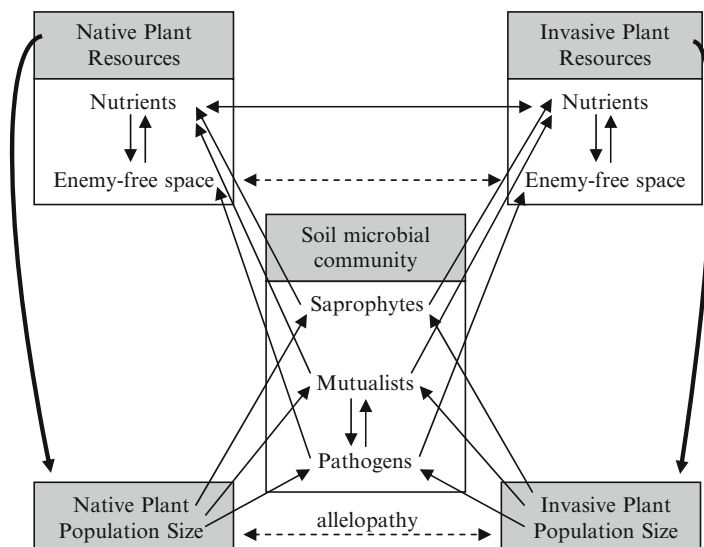 Native Plant
Resources
Nutrients
Enemy-free space
Invasive Plant
Resources
Nutrients
Enemy-free space
Soil microbial
community
Saprophytes
Mutualists
Pathogens
Native Plant
Population Size
allelopathy
Invasive Plant
Population Size